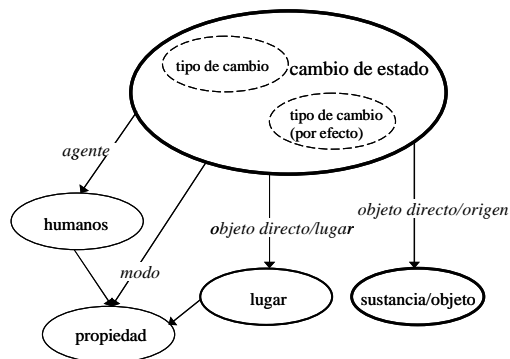 tipo de cambio
cambio de estado
tipo de cambio
(por efecto)
agente
objeto directo/origen
humanos
objeto directo/lugar
modo
lugar
sustancia/objeto
propiedad